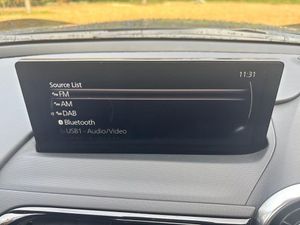 11:31
Source List
FM
AM
DAB
Bluetooth
USB1 - Audio/Video